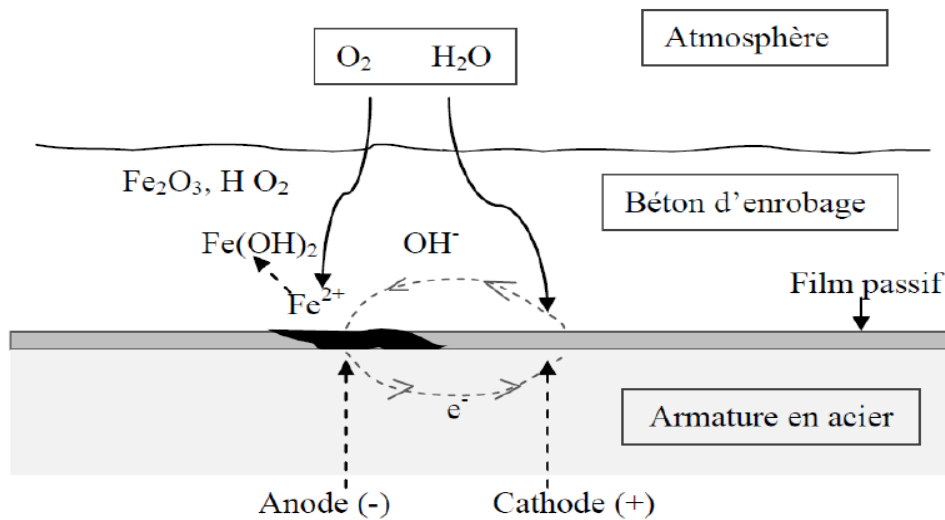 Atmosphère
O₂ H₂O
Fe₂O₃, H O₂
Béton d'enrobage
Fe(OH)₂
OH⁻
Fe²⁺
Film passif
e⁻
Armature en acier
Anode (-)
Cathode (+)